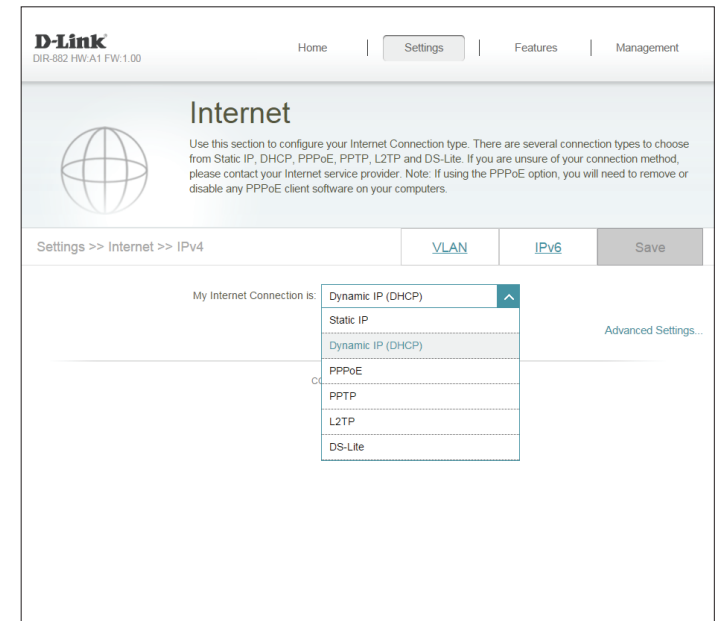 D-Link
DIR-882 HW:A1 FW:1.00
Home
Settings
Features
Management
Internet
Use this section to configure your Internet Connection type. There are several connection types to choose
from Static IP, DHCP, PPPoE, PPTP, L2TP and DS-Lite. If you are unsure of your connection method,
please contact your Internet service provider. Note: If using the PPPoE option, you will need to remove or
disable any PPPoE client software on your computers.
Settings >> Internet >> IPv4
VLAN
IPv6
Save
My Internet Connection is:
Dynamic IP (DHCP)
Static IP
Dynamic IP (DHCP)
PPPoE
PPTP
L2TP
DS-Lite
Advanced Settings...